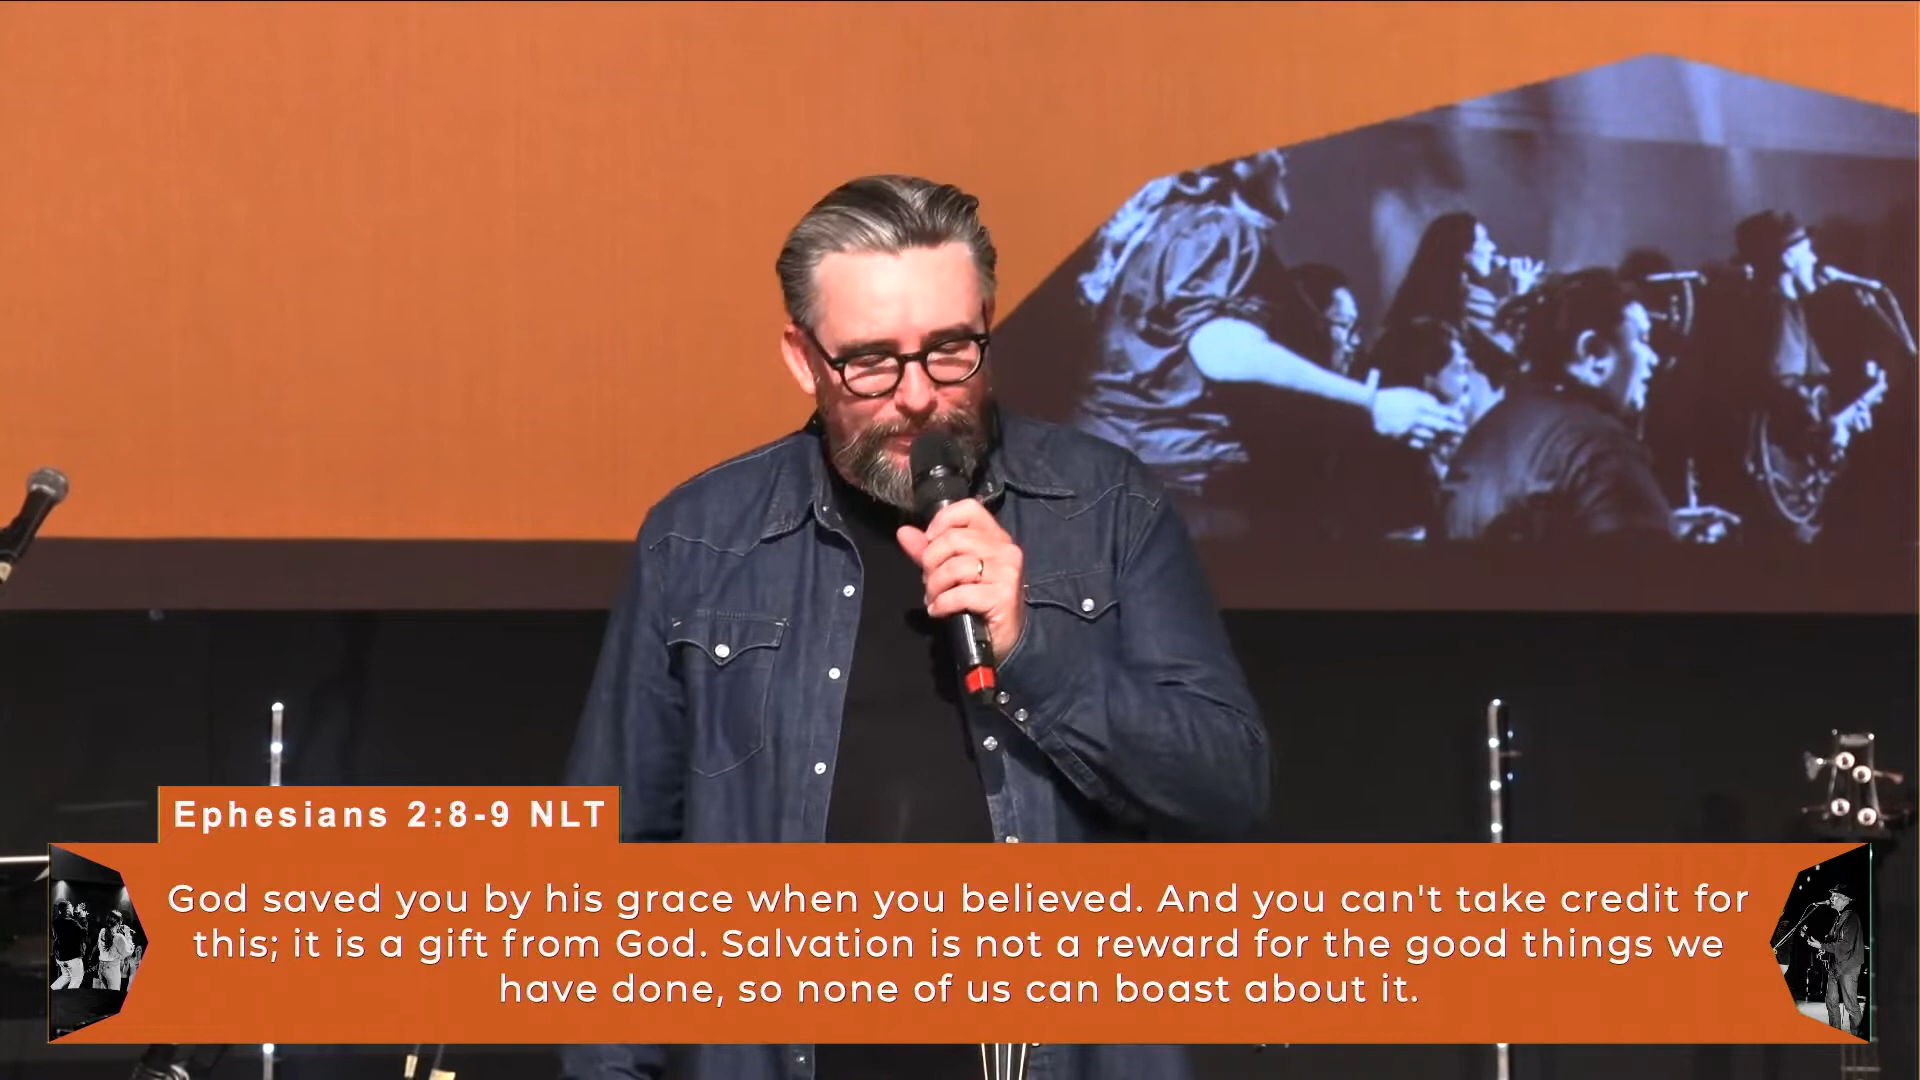 Ephesians 2:8-9 NLT
God saved you by his grace when you believed. And you can't take credit for
this; it is a gift from God. Salvation is not a reward for the good things we
have done, so none of us can boast about it.